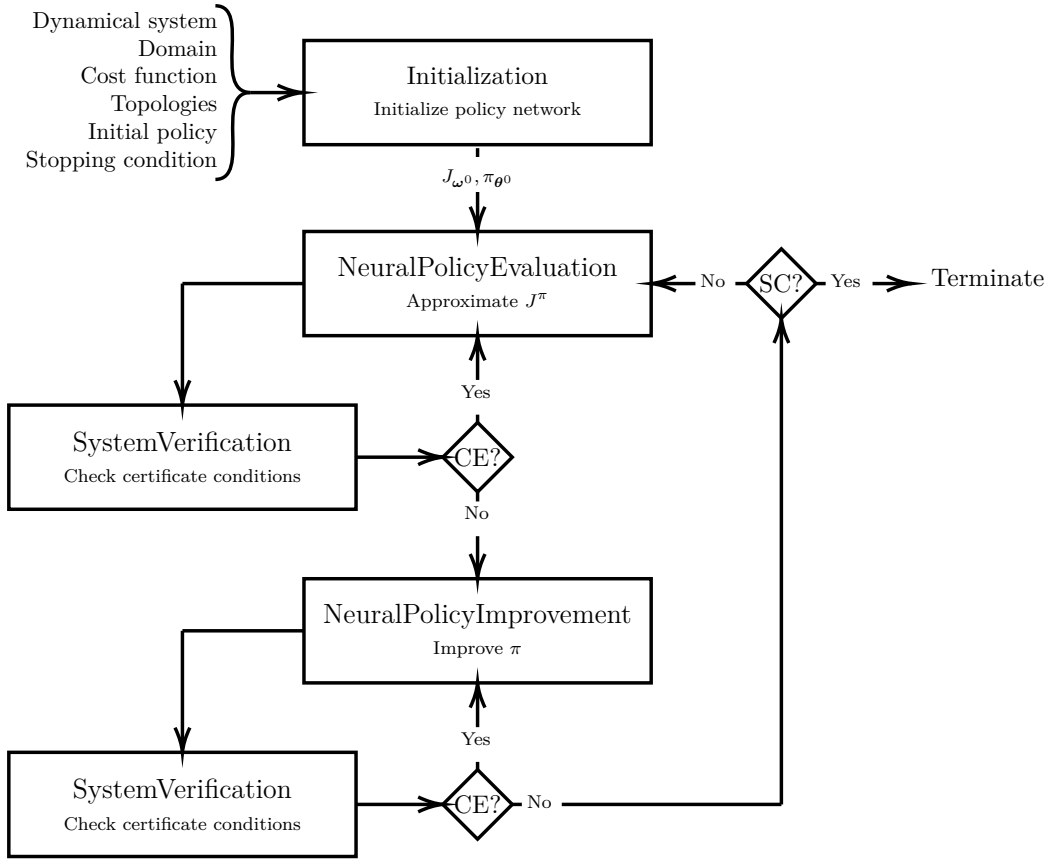 Dynamical system
Domain
Cost function
Topologies
Initial policy
Stopping condition
Initialization
Initialize policy network
J_{ω^0}, π_{θ^0}
NeuralPolicyEvaluation
Approximate J^π
No
SC?
Yes
Terminate
Yes
SystemVerification
Check certificate conditions
CE?
No
NeuralPolicyImprovement
Improve π
Yes
SystemVerification
Check certificate conditions
CE?
No